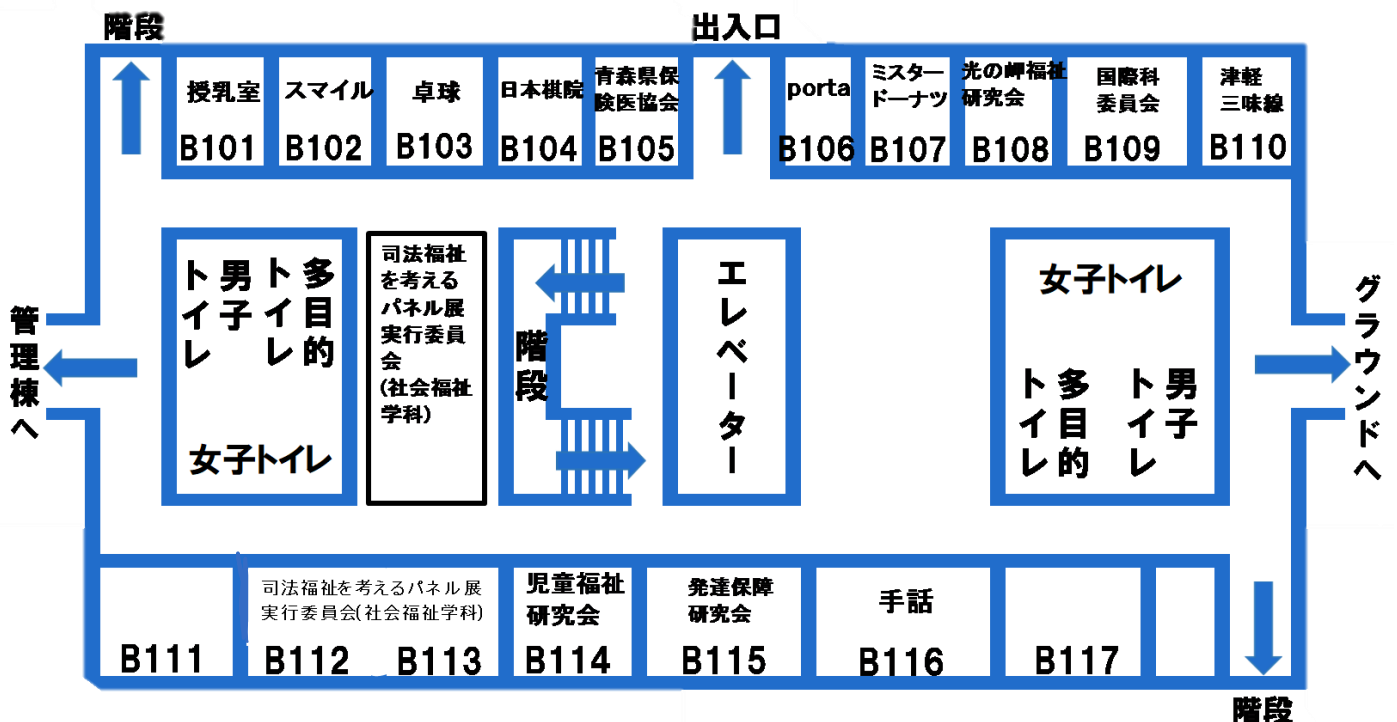 階段
出入口
授乳室
B101
スマイル
B102
卓球
B103
日本棋院
B104
青森県保
険医協会
B105
porta
B106
ミスター
ドーナツ
B107
光の岬福祉
研究会
B108
国際科
委員会
B109
津軽
三味線
B110
管理棟へ
多目的
トイレ
男子
トイレ
女子トイレ
司法福祉
を考える
パネル展
実行委員
会
(社会福祉
学科)
階段
エレベーター
女子トイレ
男子
トイレ
多目的
トイレ
グラウンドへ
B111
司法福祉を考えるパネル展
実行委員会(社会福祉学科)
B112
B113
児童福祉
研究会
B114
発達保障
研究会
B115
手話
B116
B117
階段